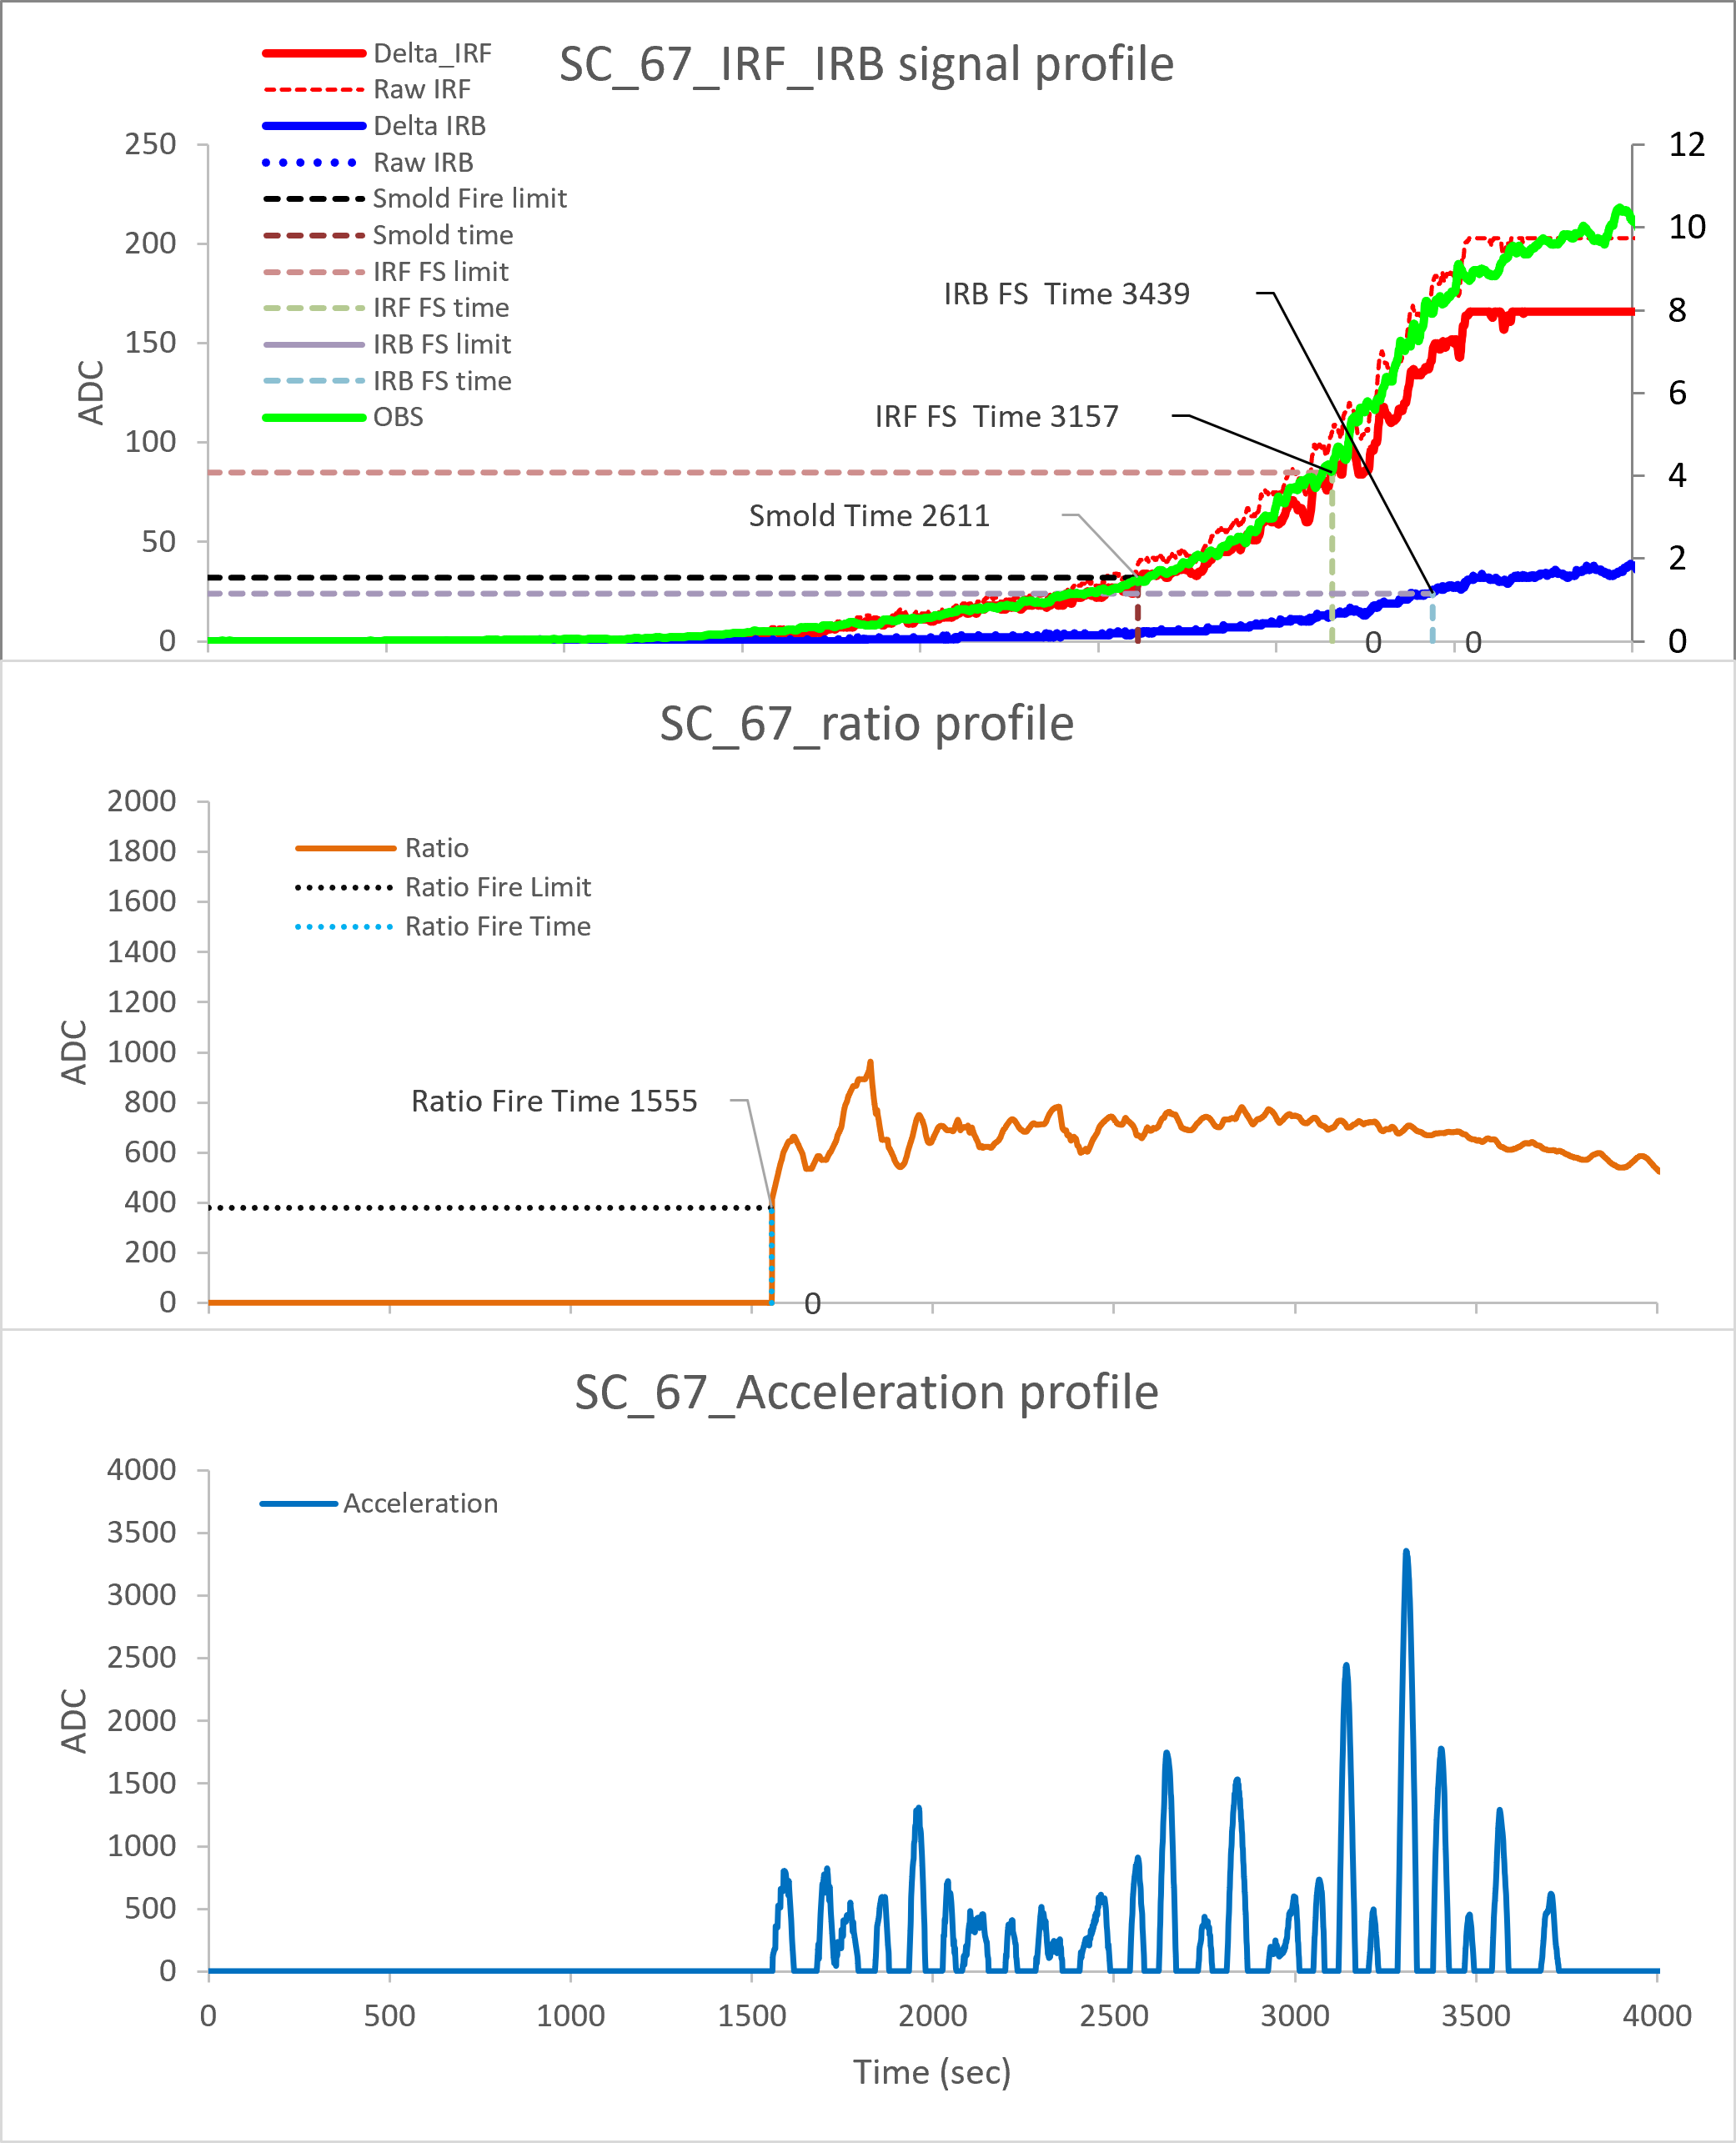 SC_67_IRF_IRB signal profile
Delta_IRF
Raw IRF
Delta IRB
Raw IRB
Smold Fire limit
Smold time
IRF FS limit
IRF FS time
IRB FS limit
IRB FS time
OBS
250
200
150
100
50
0
ADC
12
10
8
6
4
2
0
IRB FS  Time 3439
IRF FS  Time 3157
Smold Time 2611
0
0
SC_67_ratio profile
2000
1800
1600
1400
1200
1000
800
600
400
200
0
ADC
Ratio
Ratio Fire Limit
Ratio Fire Time
Ratio Fire Time 1555
0
SC_67_Acceleration profile
4000
3500
3000
2500
2000
1500
1000
500
0
ADC
Acceleration
0 500 1000 1500 2000 2500 3000 3500 4000
Time (sec)